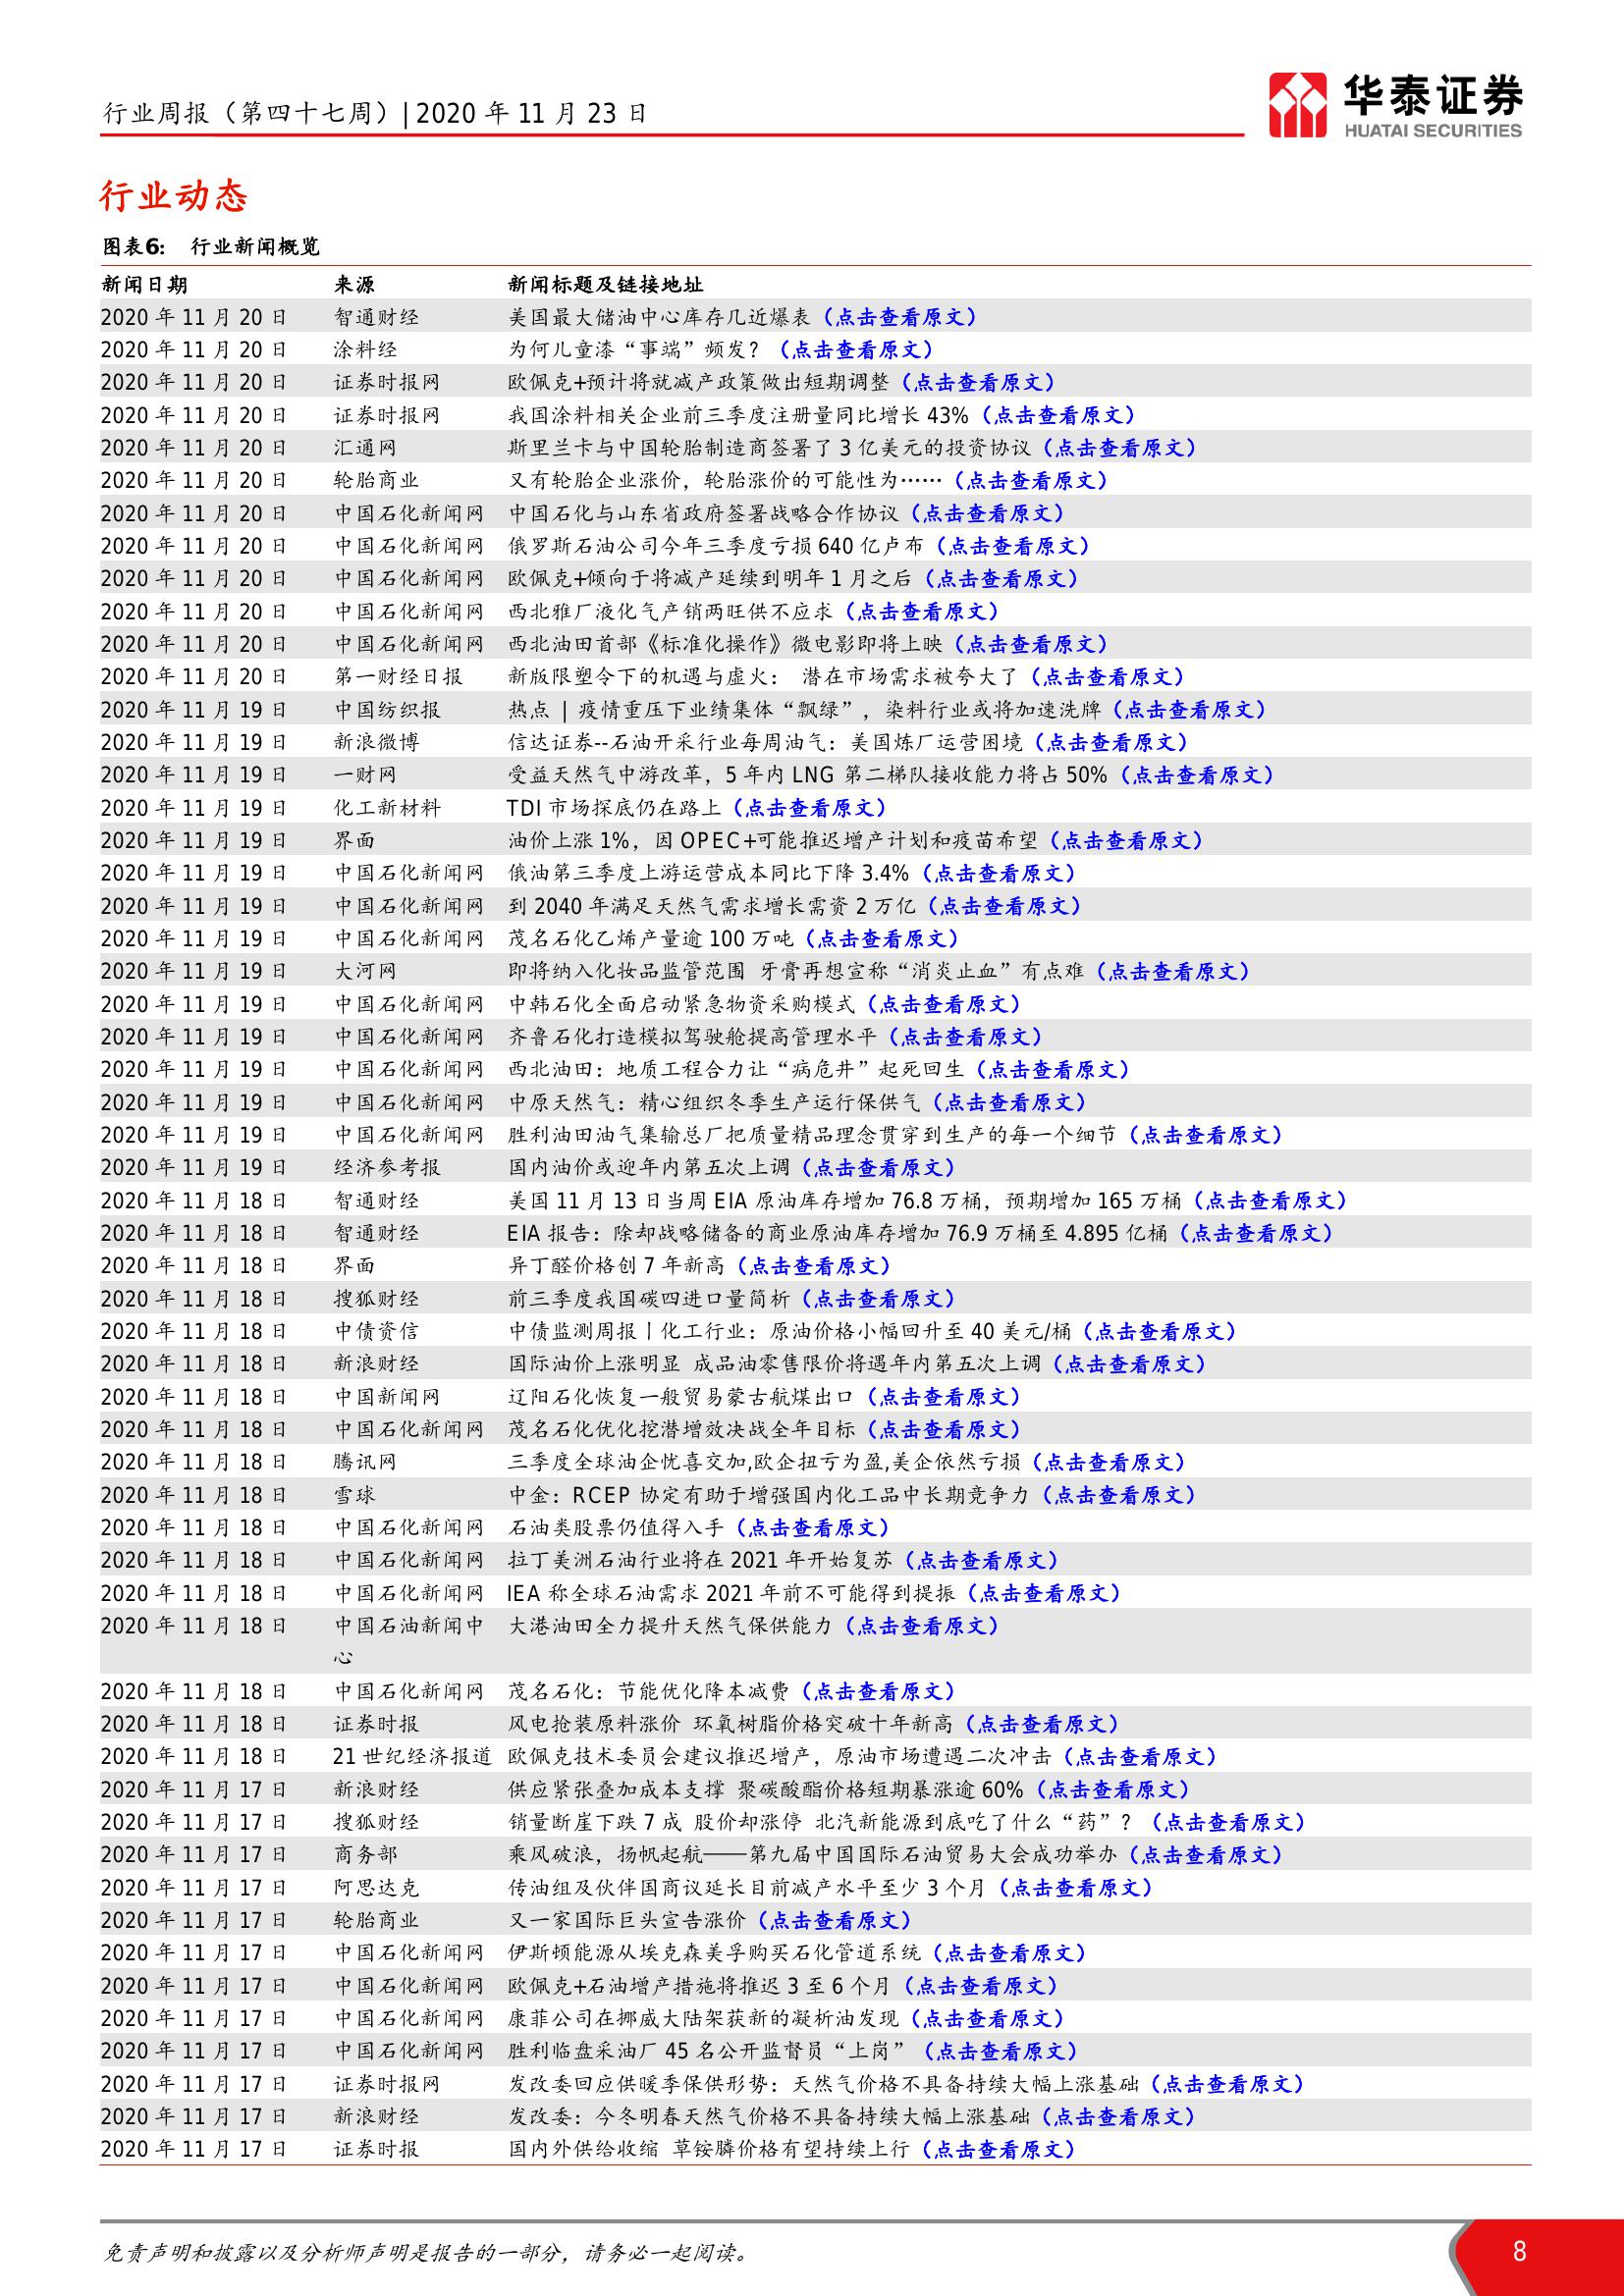 行业周报（第四十七周）|2020 年 11 月 23 日
华泰证券
HUATAI SECURITIES
行业动态
图表6: 行业新闻概览
新闻日期 来源 新闻标题及链接地址
2020 年 11 月 20 日 智通财经 美国最大储油中心库存几近爆表（点击查看原文）
2020 年 11 月 20 日 涂料经 为何儿童漆“事端”频发？（点击查看原文）
2020 年 11 月 20 日 证券时报网 欧佩克+预计将就减产政策做出短期调整（点击查看原文）
2020 年 11 月 20 日 证券时报网 我国涂料相关企业前三季度注册量同比增长 43%（点击查看原文）
2020 年 11 月 20 日 汇通网 斯里兰卡与中国轮胎制造商签署了 3 亿美元的投资协议（点击查看原文）
2020 年 11 月 20 日 轮胎商业 又有轮胎企业涨价，轮胎涨价的可能性为……（点击查看原文）
2020 年 11 月 20 日 中国石化新闻网 中国石化与山东省政府签署战略合作协议（点击查看原文）
2020 年 11 月 20 日 中国石化新闻网 俄罗斯石油公司今年三季度亏损 640 亿卢布（点击查看原文）
2020 年 11 月 20 日 中国石化新闻网 欧佩克+倾向于将减产延续到明年 1 月之后（点击查看原文）
2020 年 11 月 20 日 中国石化新闻网 西北雅厂液化气产销两旺供不应求（点击查看原文）
2020 年 11 月 20 日 中国石化新闻网 西北油田首部《标准化操作》微电影即将上映（点击查看原文）
2020 年 11 月 20 日 第一财经日报 新版限塑令下的机遇与虚火： 潜在市场需求被夸大了（点击查看原文）
2020 年 11 月 19 日 中国纺织报 热点 | 疫情重压下业绩集体“飘绿”，染料行业或将加速洗牌（点击查看原文）
2020 年 11 月 19 日 新浪微博 信达证券--石油开采行业每周油气：美国炼厂运营困境（点击查看原文）
2020 年 11 月 19 日 一财网 受益天然气中游改革，5 年内 LNG 第二梯队接收能力将占 50%（点击查看原文）
2020 年 11 月 19 日 化工新材料 TDI 市场探底仍在路上（点击查看原文）
2020 年 11 月 19 日 界面 油价上涨 1%，因 OPEC+可能推迟增产计划和疫苗希望（点击查看原文）
2020 年 11 月 19 日 中国石化新闻网 俄油第三季度上游运营成本同比下降 3.4%（点击查看原文）
2020 年 11 月 19 日 中国石化新闻网 到 2040 年满足天然气需求增长需资 2 万亿（点击查看原文）
2020 年 11 月 19 日 中国石化新闻网 茂名石化乙烯产量逾 100 万吨（点击查看原文）
2020 年 11 月 19 日 大河网 即将纳入化妆品监管范围 牙膏再想宣称“消炎止血”有点难（点击查看原文）
2020 年 11 月 19 日 中国石化新闻网 中韩石化全面启动紧急物资采购模式（点击查看原文）
2020 年 11 月 19 日 中国石化新闻网 齐鲁石化打造模拟驾驶舱提高管理水平（点击查看原文）
2020 年 11 月 19 日 中国石化新闻网 西北油田：地质工程合力让“病危井”起死回生（点击查看原文）
2020 年 11 月 19 日 中国石化新闻网 中原天然气：精心组织冬季生产运行保供气（点击查看原文）
2020 年 11 月 19 日 中国石化新闻网 胜利油田油气集输总厂把质量精品理念贯穿到生产的每一个细节（点击查看原文）
2020 年 11 月 19 日 经济参考报 国内油价或迎年内第五次上调（点击查看原文）
2020 年 11 月 18 日 智通财经 美国 11 月 13 日当周 EIA 原油库存增加 76.8 万桶，预期增加 165 万桶（点击查看原文）
2020 年 11 月 18 日 智通财经 EIA 报告：除却战略储备的商业原油库存增加 76.9 万桶至 4.895 亿桶（点击查看原文）
2020 年 11 月 18 日 界面 异丁醛价格创 7 年新高（点击查看原文）
2020 年 11 月 18 日 搜狐财经 前三季度我国碳四进口量简析（点击查看原文）
2020 年 11 月 18 日 中债资信 中债监测周报丨化工行业：原油价格小幅回升至 40 美元/桶（点击查看原文）
2020 年 11 月 18 日 新浪财经 国际油价上涨明显 成品油零售限价将遇年内第五次上调（点击查看原文）
2020 年 11 月 18 日 中国新闻网 辽阳石化恢复一般贸易蒙古航煤出口（点击查看原文）
2020 年 11 月 18 日 中国石化新闻网 茂名石化优化挖潜增效决战全年目标（点击查看原文）
2020 年 11 月 18 日 腾讯网 三季度全球油企忧喜交加,欧企扭亏为盈,美企依然亏损（点击查看原文）
2020 年 11 月 18 日 雪球 中金：RCEP 协定有助于增强国内化工品中长期竞争力（点击查看原文）
2020 年 11 月 18 日 中国石化新闻网 石油类股票仍值得入手（点击查看原文）
2020 年 11 月 18 日 中国石化新闻网 拉丁美洲石油行业将在 2021 年开始复苏（点击查看原文）
2020 年 11 月 18 日 中国石化新闻网 IEA 称全球石油需求 2021 年前不可能得到提振（点击查看原文）
2020 年 11 月 18 日 中国石油新闻中 大港油田全力提升天然气保供能力（点击查看原文）
心
2020 年 11 月 18 日 中国石化新闻网 茂名石化：节能优化降本减费（点击查看原文）
2020 年 11 月 18 日 证券时报 风电抢装原料涨价 环氧树脂价格突破十年新高（点击查看原文）
2020 年 11 月 18 日 21 世纪经济报道 欧佩克技术委员会建议推迟增产，原油市场遭遇二次冲击（点击查看原文）
2020 年 11 月 17 日 新浪财经 供应紧张叠加成本支撑 聚碳酸酯价格短期暴涨逾 60%（点击查看原文）
2020 年 11 月 17 日 搜狐财经 销量断崖下跌 7 成 股价却涨停 北汽新能源到底吃了什么“药”？（点击查看原文）
2020 年 11 月 17 日 商务部 乘风破浪，扬帆起航——第九届中国国际石油贸易大会成功举办（点击查看原文）
2020 年 11 月 17 日 阿思达克 传油组及伙伴国商议延长目前减产水平至少 3 个月（点击查看原文）
2020 年 11 月 17 日 轮胎商业 又一家国际巨头宣告涨价（点击查看原文）
2020 年 11 月 17 日 中国石化新闻网 伊斯顿能源从埃克森美孚购买石化管道系统（点击查看原文）
2020 年 11 月 17 日 中国石化新闻网 欧佩克+石油增产措施将推迟 3 至 6 个月（点击查看原文）
2020 年 11 月 17 日 中国石化新闻网 康菲公司在挪威大陆架获新的凝析油发现（点击查看原文）
2020 年 11 月 17 日 中国石化新闻网 胜利临盘采油厂 45 名公开监督员“上岗”（点击查看原文）
2020 年 11 月 17 日 证券时报网 发改委回应供暖季保供形势：天然气价格不具备持续大幅上涨基础（点击查看原文）
2020 年 11 月 17 日 新浪财经 发改委：今冬明春天然气价格不具备持续大幅上涨基础（点击查看原文）
2020 年 11 月 17 日 证券时报 国内外供给收缩 草铵膦价格有望持续上行（点击查看原文）
免责声明和披露以及分析师声明是报告的一部分，请务必一起阅读。
8